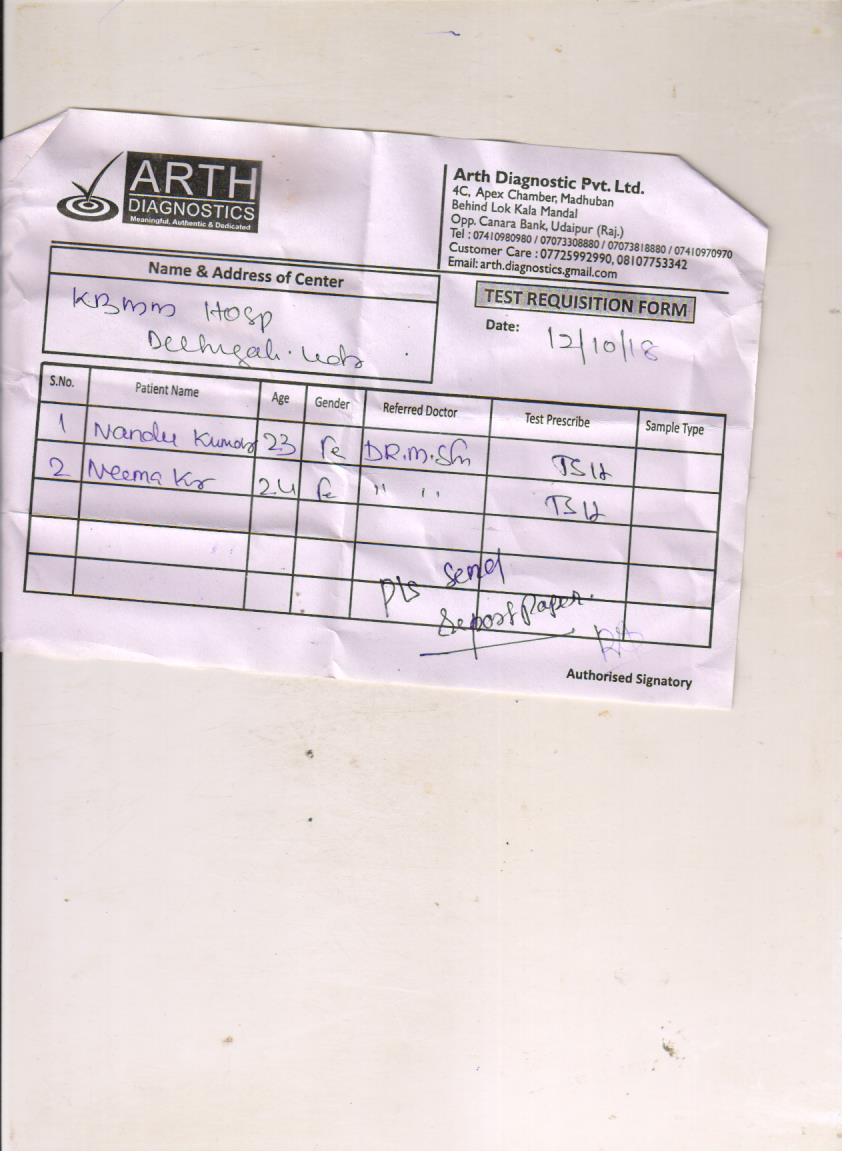 ARTH
DIAGNOSTICS
Meaningful, Authentic & Dedicated
Arth Diagnostic Pvt. Ltd.
4C, Apex Chamber, Madhuban
Behind Lok Kala Mandal
Opp. Canara Bank, Udaipur (Raj.)
Tel : 07410980980 / 07073308880 / 07073818880 / 07410970970
Customer Care : 07725992990, 08107753342
Email: arth.diagnostics.gmail.com
Name & Address of Center
KBMM Hosp
TEST REQUISITION FORM
Date: 12/10/18
S.No. Patient Name Age Gender Referred Doctor Test Prescribe Sample Type
1 Nandu Kumar 23 Fe DR.M.Sh TSH
2 Neema Kr 24 Fe " " TSH
pls send
Report Paper.
Authorised Signatory